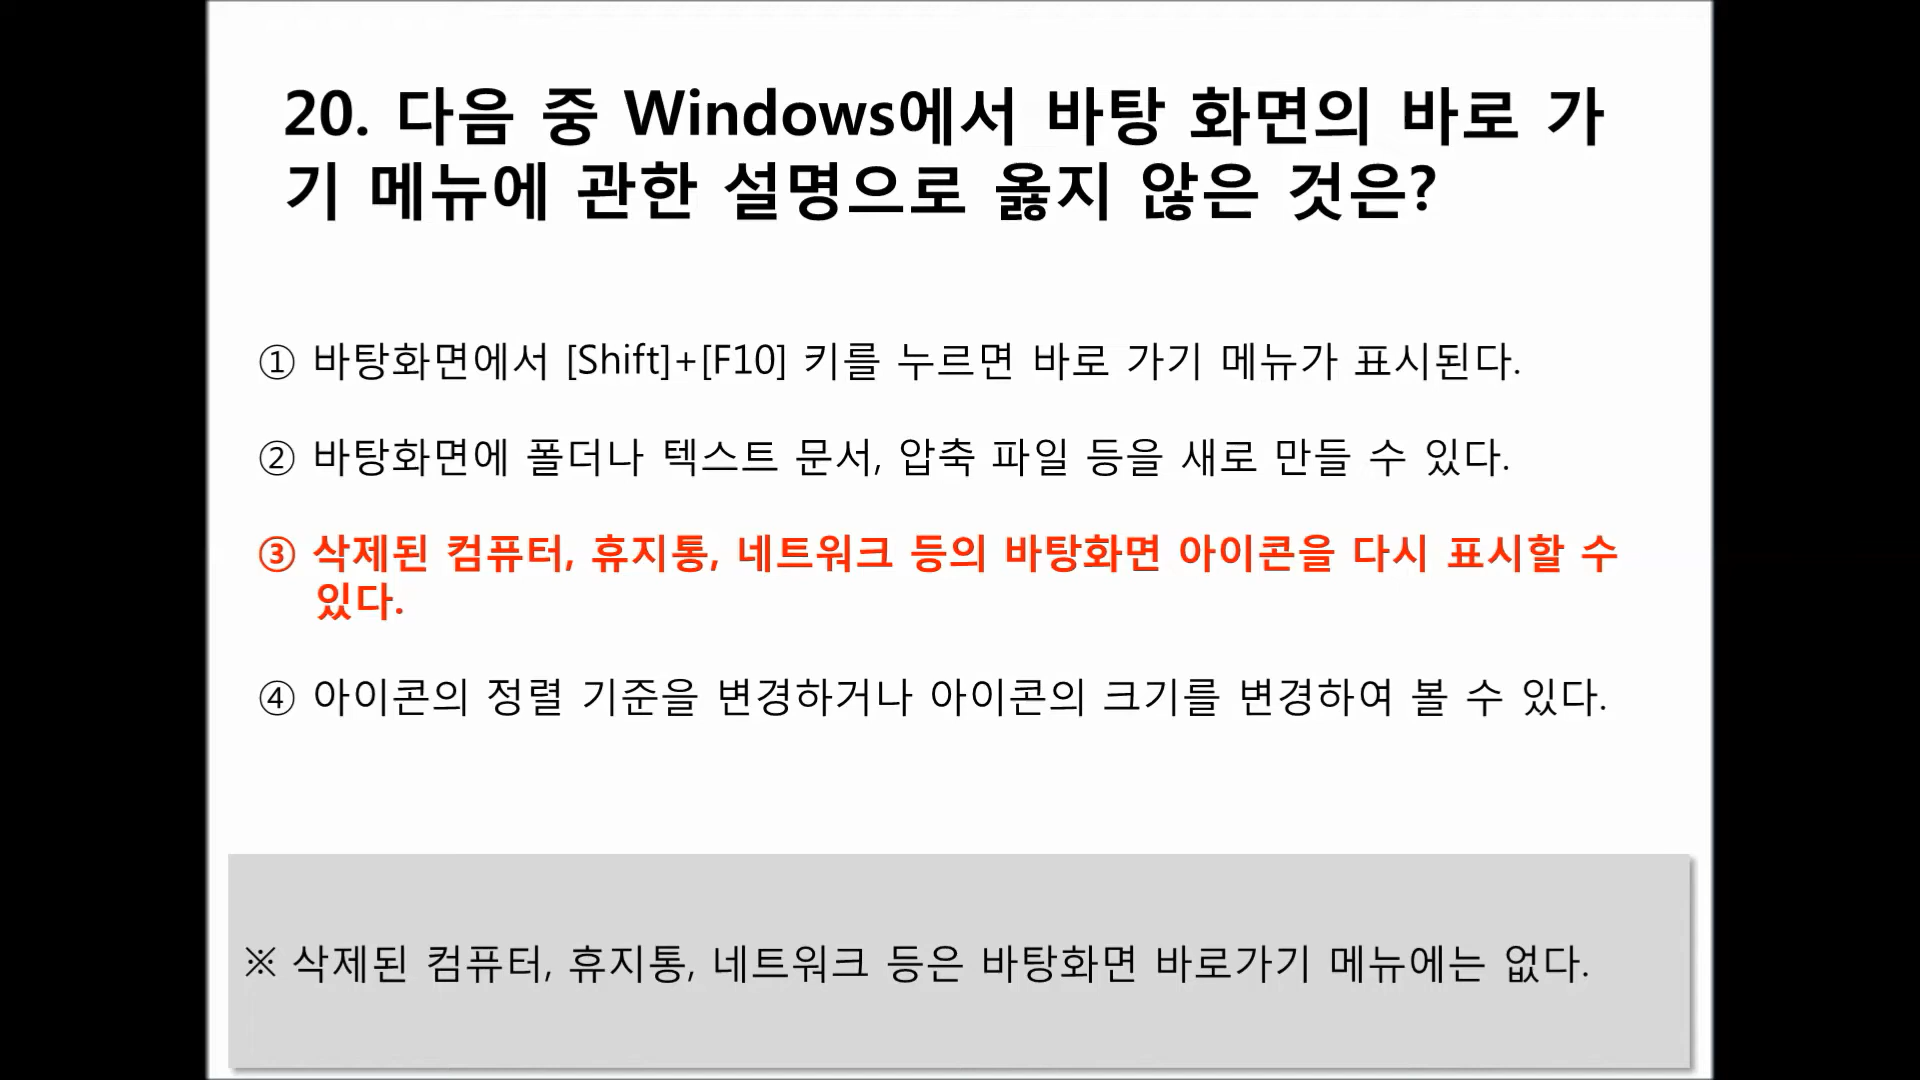 20. 다음 중 Windows에서 바탕 화면의 바로 가
기 메뉴에 관한 설명으로 옳지 않은 것은?
① 바탕화면에서 [Shift]+[F10] 키를 누르면 바로 가기 메뉴가 표시된다.
② 바탕화면에 폴더나 텍스트 문서, 압축 파일 등을 새로 만들 수 있다.
③ 삭제된 컴퓨터, 휴지통, 네트워크 등의 바탕화면 아이콘을 다시 표시할 수
있다.
④ 아이콘의 정렬 기준을 변경하거나 아이콘의 크기를 변경하여 볼 수 있다.
※ 삭제된 컴퓨터, 휴지통, 네트워크 등은 바탕화면 바로가기 메뉴에는 없다.